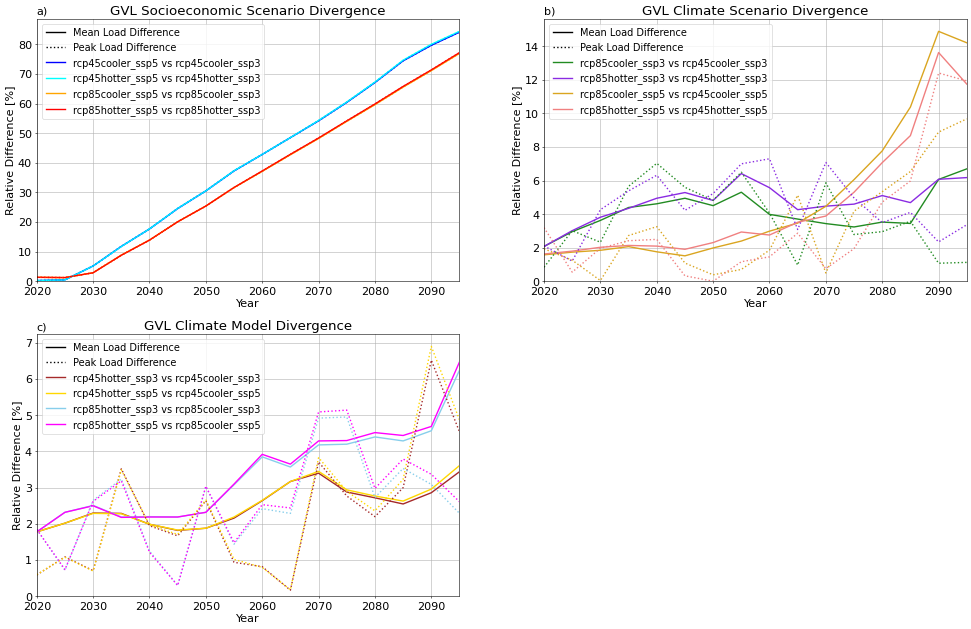 a)
GVL Socioeconomic Scenario Divergence
Mean Load Difference
Peak Load Difference
rcp45cooler_ssp5 vs rcp45cooler_ssp3
rcp45hotter_ssp5 vs rcp45hotter_ssp3
rcp85cooler_ssp5 vs rcp85cooler_ssp3
rcp85hotter_ssp5 vs rcp85hotter_ssp3
Relative Difference [%]
80
70
60
50
40
30
20
10
0
2020 2030 2040 2050 2060 2070 2080 2090
Year
b)
GVL Climate Scenario Divergence
Mean Load Difference
Peak Load Difference
rcp85cooler_ssp3 vs rcp45cooler_ssp3
rcp85hotter_ssp3 vs rcp45hotter_ssp3
rcp85cooler_ssp5 vs rcp45cooler_ssp5
rcp85hotter_ssp5 vs rcp45hotter_ssp5
Relative Difference [%]
14
12
10
8
6
4
2
0
2020 2030 2040 2050 2060 2070 2080 2090
Year
c)
GVL Climate Model Divergence
Mean Load Difference
Peak Load Difference
rcp45hotter_ssp3 vs rcp45cooler_ssp3
rcp45hotter_ssp5 vs rcp45cooler_ssp5
rcp85hotter_ssp3 vs rcp85cooler_ssp3
rcp85hotter_ssp5 vs rcp85cooler_ssp5
Relative Difference [%]
7
6
5
4
3
2
1
0
2020 2030 2040 2050 2060 2070 2080 2090
Year